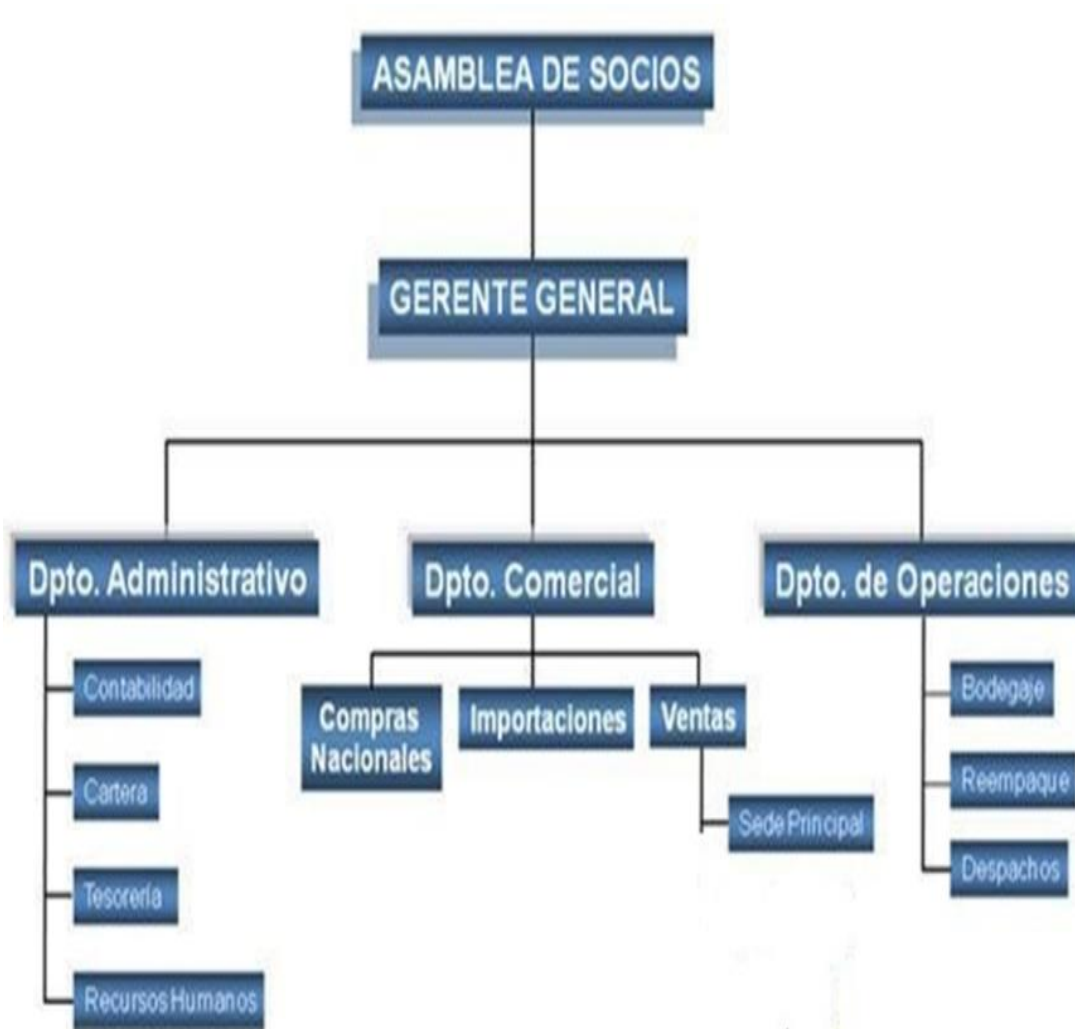 ASAMBLEA DE SOCIOS
GERENTE GENERAL
Dpto. Administrativo
Contabilidad
Cartera
Tesorería
Recursos Humanos
Dpto. Comercial
Compras
Nacionales
Importaciones
Ventas
Sede Principal
Dpto. de Operaciones
Bodegaje
Reempaque
Despachos